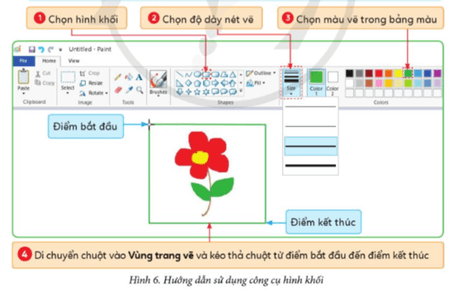 1 Chọn hình khối
2 Chọn độ dày nét vẽ
3 Chọn màu vẽ trong bảng màu
Untitled - Paint
File Home View
Paste
Cut
Copy
Clipboard
Select
Crop
Resize
Rotate
Image
Tools
Brushes
Outline
Fill
Shapes
Size
Color 1
Color 2
Colors
Điểm bắt đầu
Điểm kết thúc
4 Di chuyển chuột vào Vùng trang vẽ và kéo thả chuột từ điểm bắt đầu đến điểm kết thúc
Hình 6. Hướng dẫn sử dụng công cụ hình khối